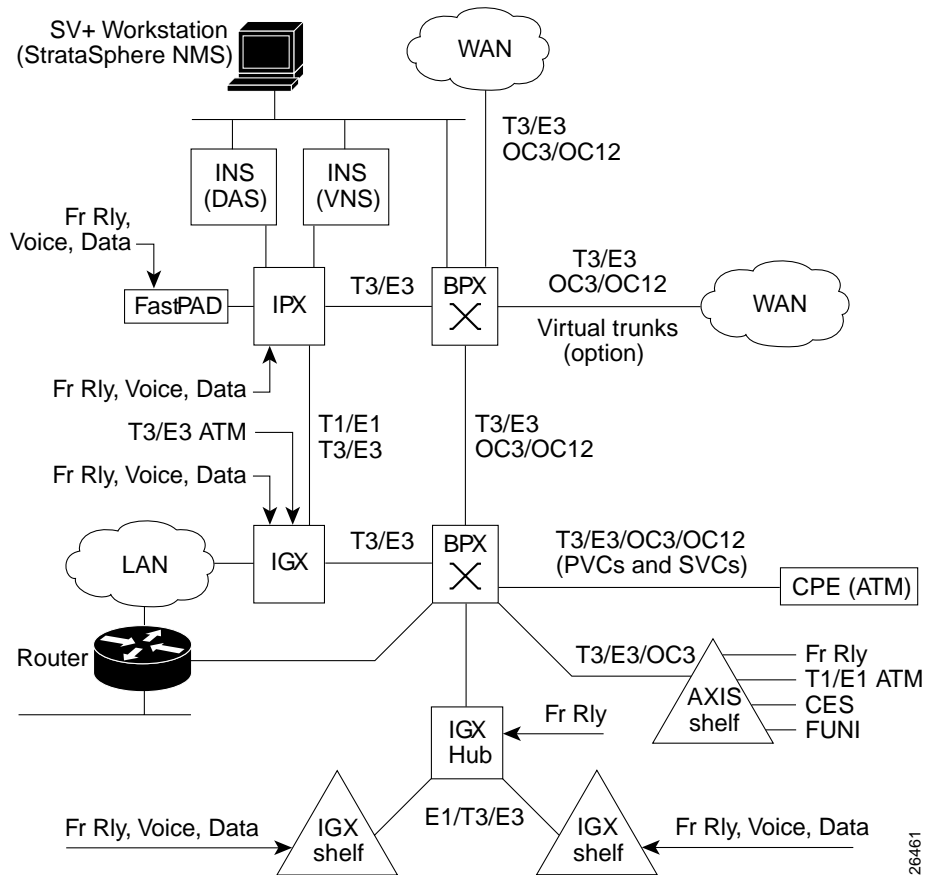 SV+ Workstation
(StrataSphere NMS)
WAN
T3/E3
OC3/OC12
INS
(DAS)
INS
(VNS)
Fr Rly,
Voice, Data
FastPAD
IPX
T3/E3
BPX
T3/E3
OC3/OC12
Virtual trunks
(option)
WAN
Fr Rly, Voice, Data
T3/E3 ATM
Fr Rly, Voice, Data
T1/E1
T3/E3
T3/E3
OC3/OC12
LAN
IGX
T3/E3
BPX
T3/E3/OC3/OC12
(PVCs and SVCs)
CPE (ATM)
Router
T3/E3/OC3
AXIS
shelf
Fr Rly
T1/E1 ATM
CES
FUNI
IGX
Hub
Fr Rly
E1/T3/E3
Fr Rly, Voice, Data
IGX
shelf
IGX
shelf
Fr Rly, Voice, Data
26461